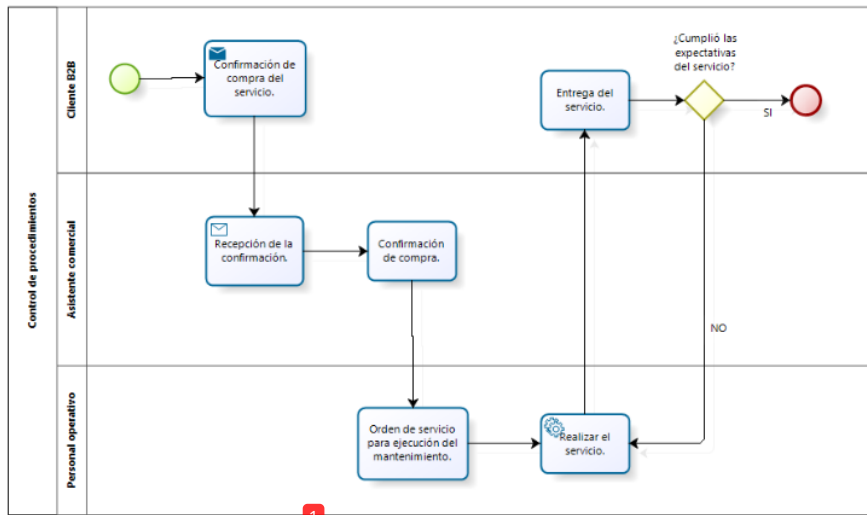 Control de procedimientos
Cliente B2B
Confirmación de
compra del
servicio.
Entrega del
servicio.
¿Cumplió las
expectativas
del servicio?
SI
Asistente comercial
Recepción de la
confirmación.
Confirmación
de compra.
NO
Personal operativo
Orden de servicio
para ejecución del
mantenimiento.
Realizar el
servicio.
1